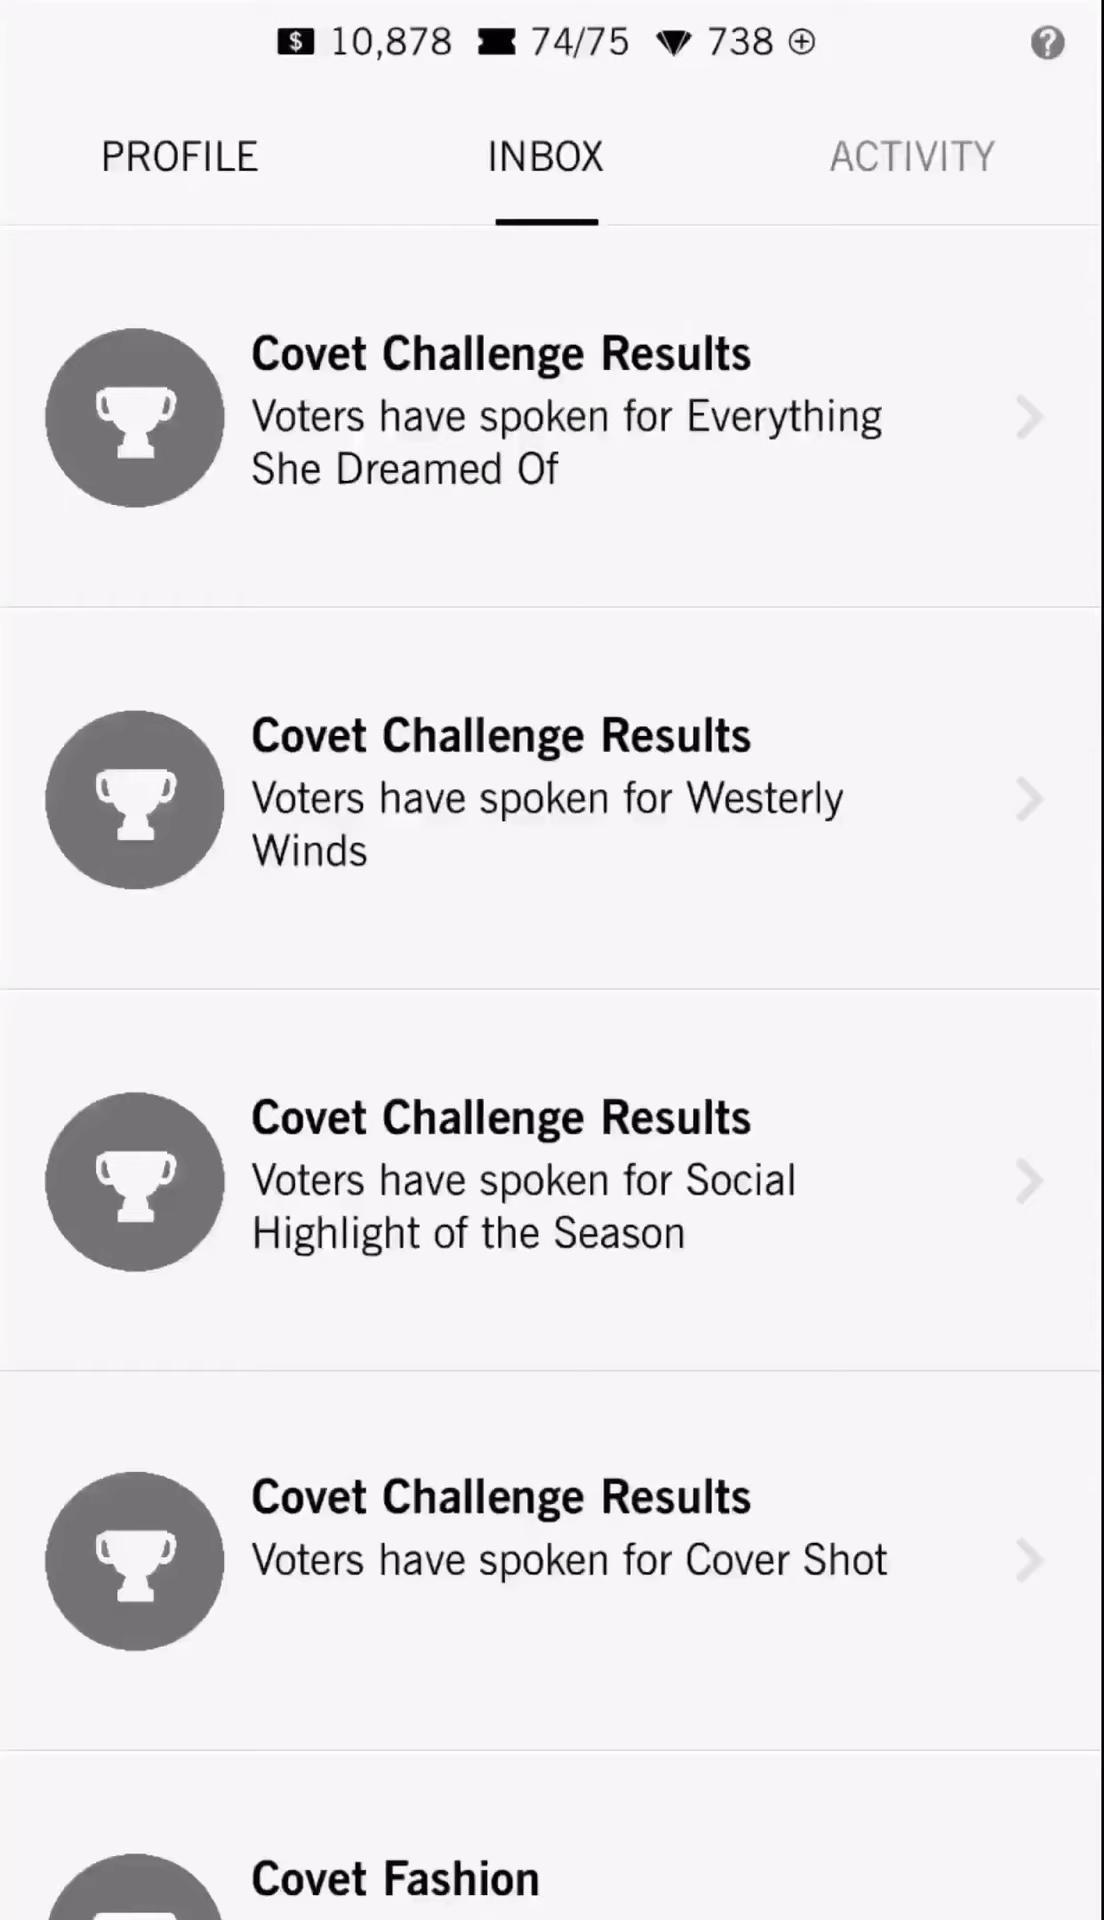 $ 10,878 74/75 738
?
PROFILE INBOX ACTIVITY
Covet Challenge Results
Voters have spoken for Everything
She Dreamed Of
Covet Challenge Results
Voters have spoken for Westerly
Winds
Covet Challenge Results
Voters have spoken for Social
Highlight of the Season
Covet Challenge Results
Voters have spoken for Cover Shot
Covet Fashion